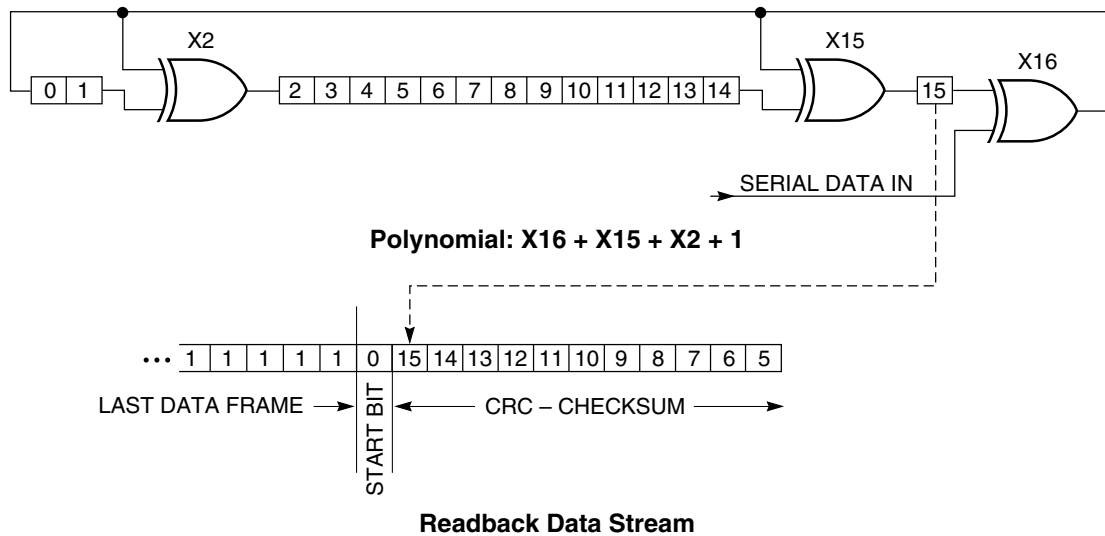 X2
X15
X16
0 1
2 3 4 5 6 7 8 9 10 11 12 13 14
15
SERIAL DATA IN
Polynomial: X16 + X15 + X2 + 1
••• 1 1 1 1 1 0 15 14 13 12 11 10 9 8 7 6 5
LAST DATA FRAME
START BIT
CRC – CHECKSUM
Readback Data Stream